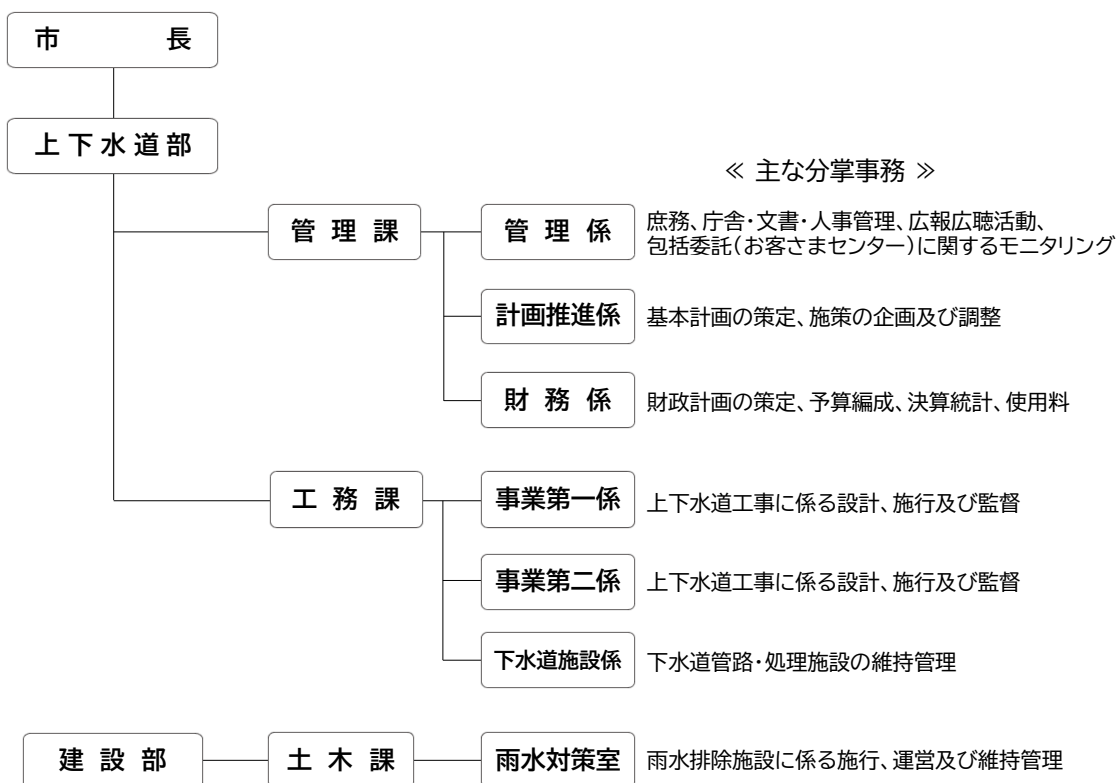 市　　　長
上下水道部
≪ 主な分掌事務 ≫
管 理 課
管 理 係
庶務、庁舎・文書・人事管理、広報広聴活動、
包括委託（お客さまセンター）に関するモニタリング
計画推進係
基本計画の策定、施策の企画及び調整
財 務 係
財政計画の策定、予算編成、決算統計、使用料
工 務 課
事業第一係
上下水道工事に係る設計、施行及び監督
事業第二係
上下水道工事に係る設計、施行及び監督
下水道施設係
下水道管路・処理施設の維持管理
建 設 部
土 木 課
雨水対策室
雨水排除施設に係る施行、運営及び維持管理